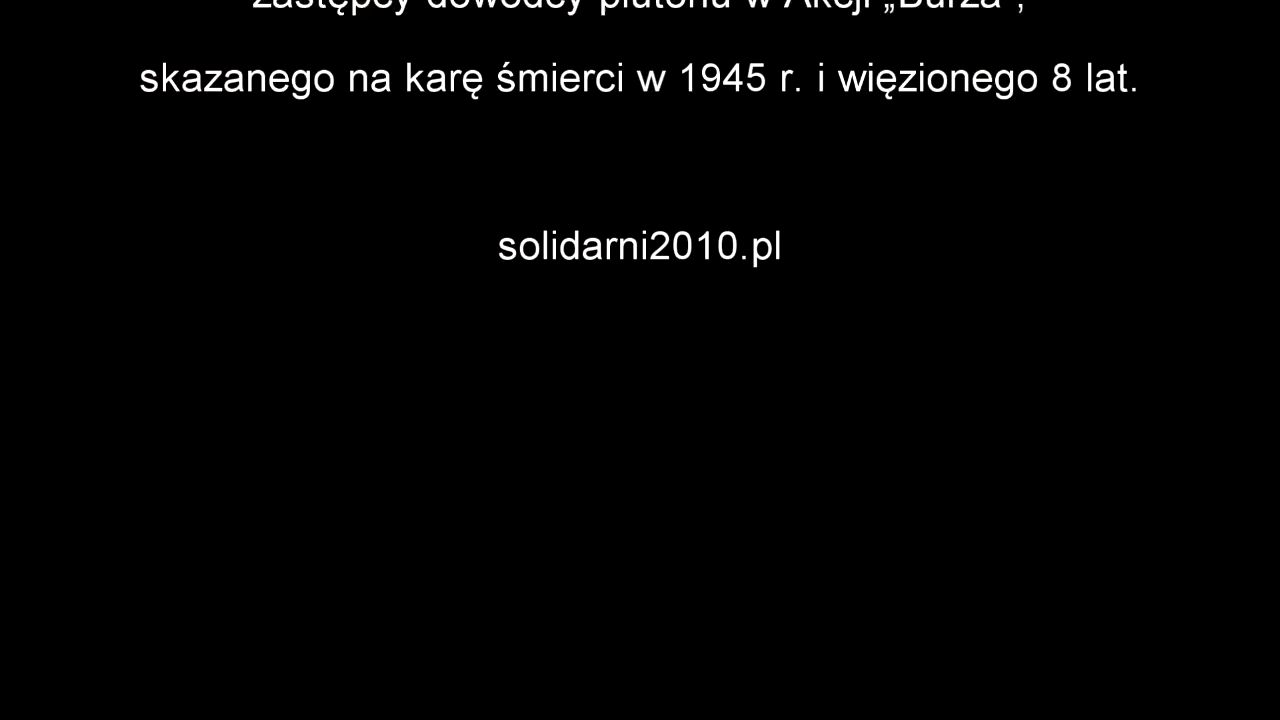 zastępcy dowódcy plutonu w Akcji „Burza”,
skazanego na karę śmierci w 1945 r. i więzionego 8 lat.
solidarni2010.pl